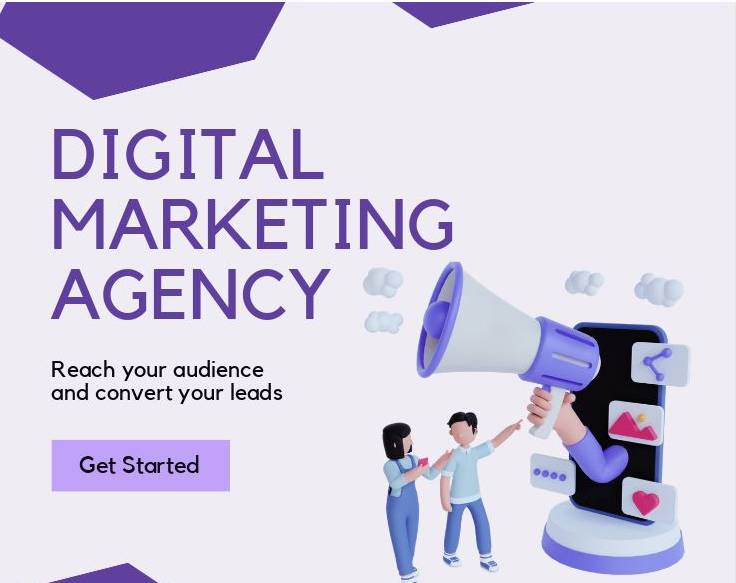 DIGITAL
MARKETING
AGENCY
Reach your audience
and convert your leads
Get Started